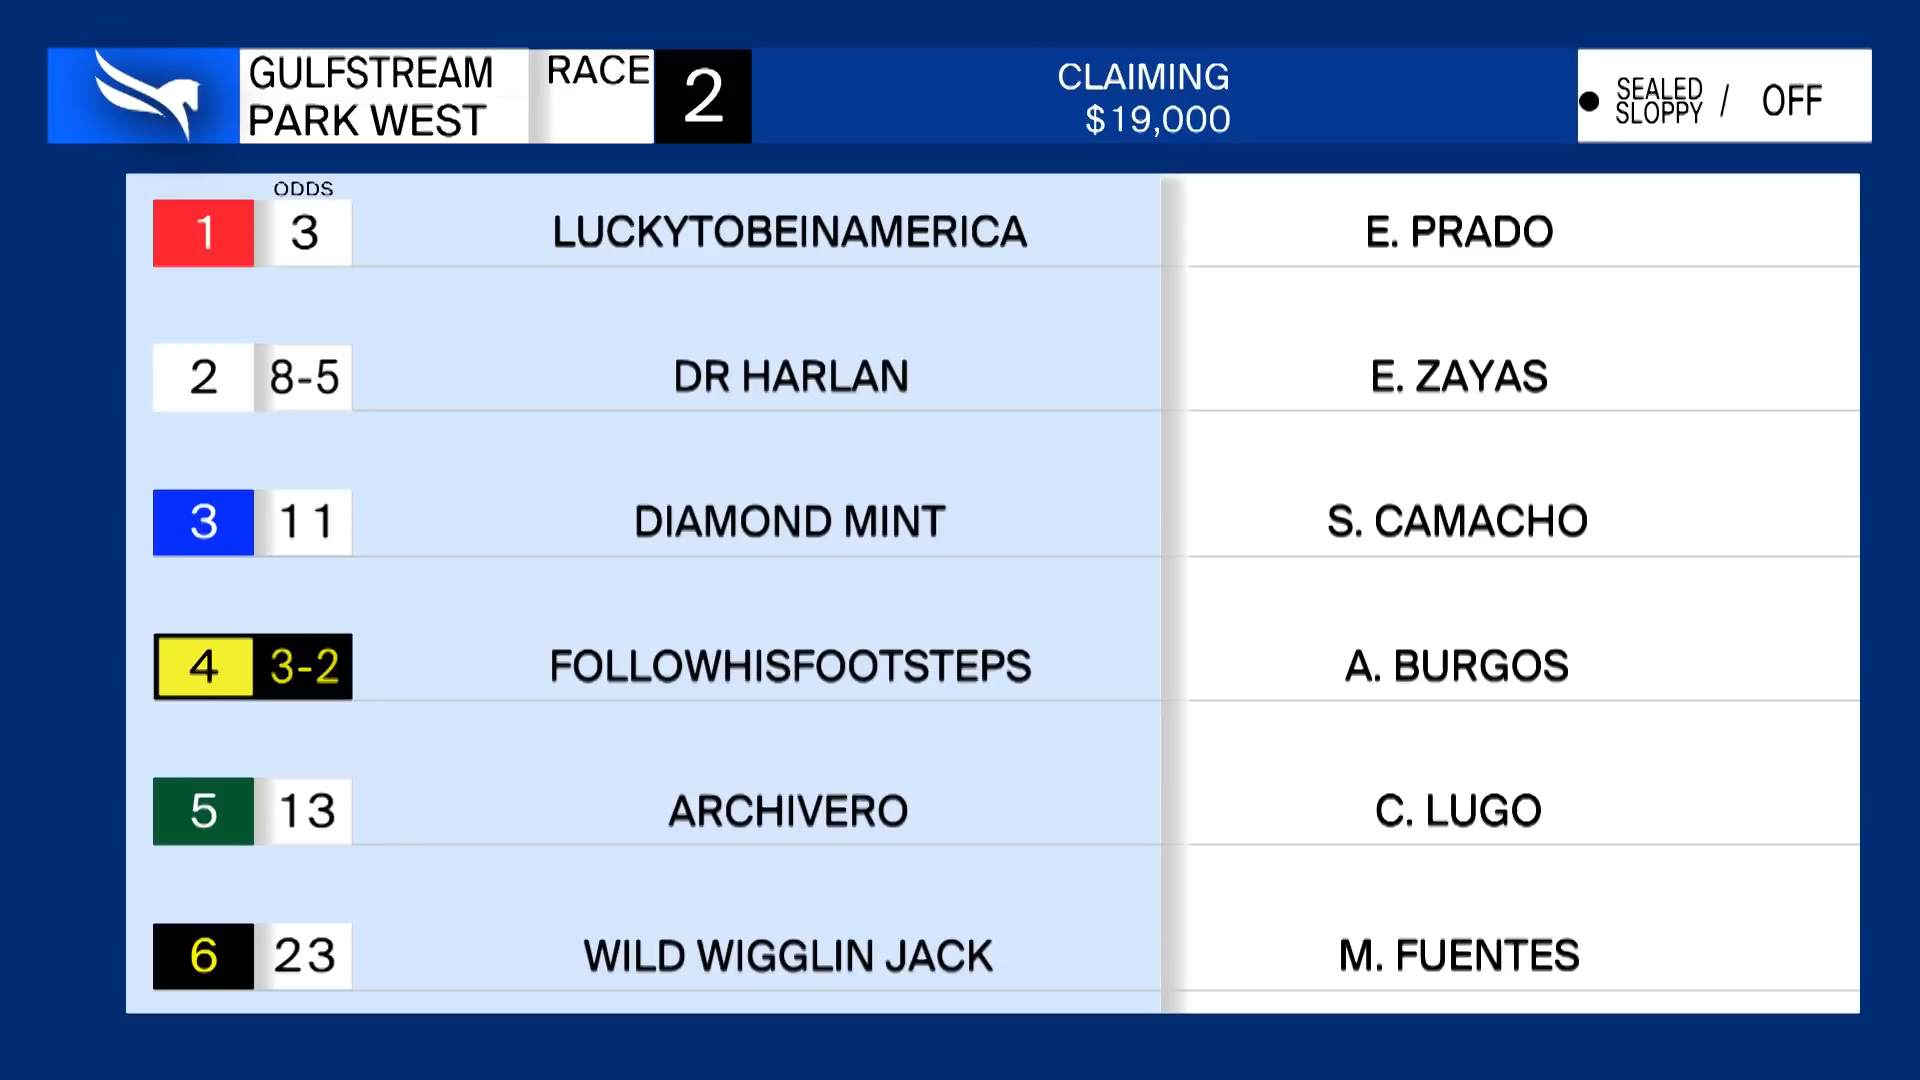 GULFSTREAM
PARK WEST
RACE
2
CLAIMING
$19,000
SEALED
SLOPPY / OFF
ODDS
1 3 LUCKYTOBEINAMERICA E. PRADO
2 8-5 DR HARLAN E. ZAYAS
3 11 DIAMOND MINT S. CAMACHO
4 3-2 FOLLOWHISFOOTSTEPS A. BURGOS
5 13 ARCHIVERO C. LUGO
6 23 WILD WIGGLIN JACK M. FUENTES